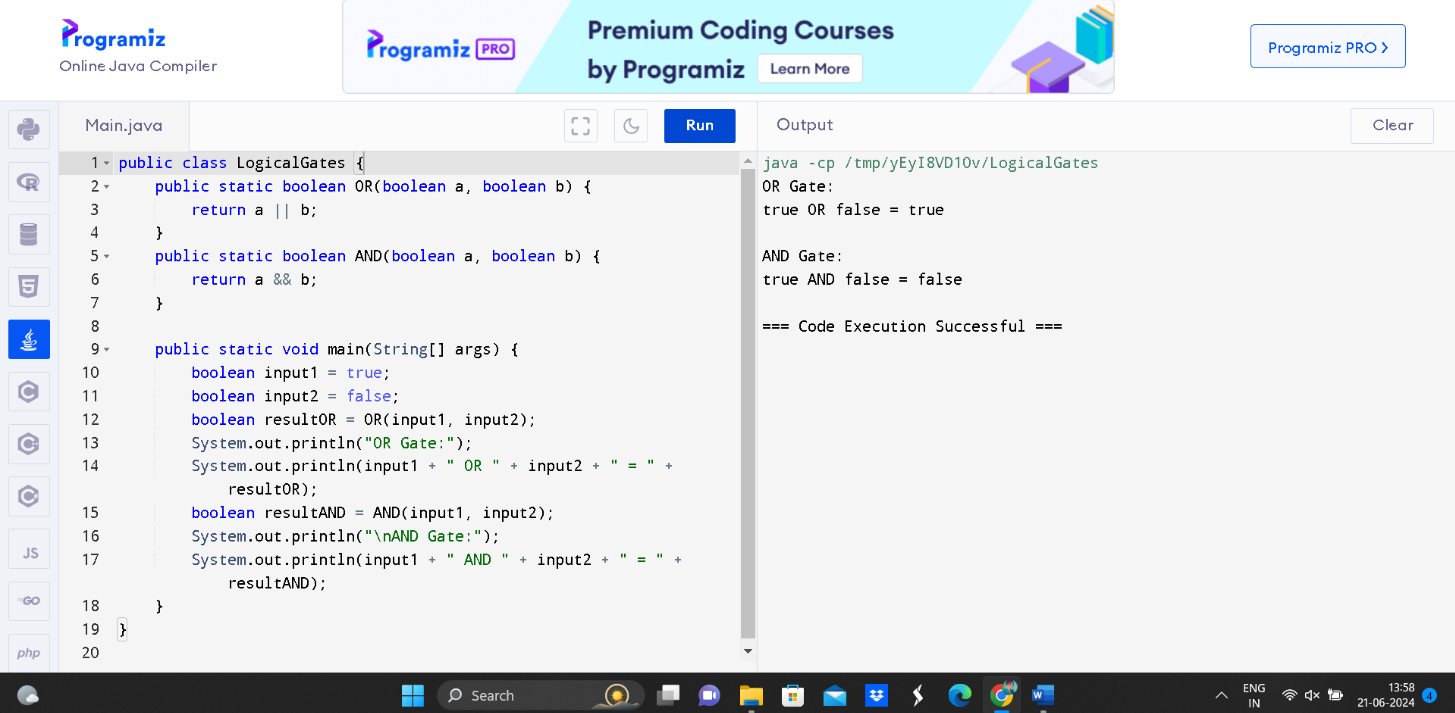 Programiz
Online Java Compiler
Programiz PRO
Premium Coding Courses
by Programiz
Learn More
Programiz PRO
Main.java
Run
Output
Clear
1 public class LogicalGates {
2 public static boolean OR(boolean a, boolean b) {
3 return a || b;
4 }
5 public static boolean AND(boolean a, boolean b) {
6 return a && b;
7 }
8
9 public static void main(String[] args) {
10 boolean input1 = true;
11 boolean input2 = false;
12 boolean resultOR = OR(input1, input2);
13 System.out.println("OR Gate:");
14 System.out.println(input1 + " OR " + input2 + " = " +
resultOR);
15 boolean resultAND = AND(input1, input2);
16 System.out.println("\nAND Gate:");
17 System.out.println(input1 + " AND " + input2 + " = " +
resultAND);
18 }
19 }
20
java -cp /tmp/yEyI8VD1Ov/LogicalGates
OR Gate:
true OR false = true
AND Gate:
true AND false = false
=== Code Execution Successful ===
JS
GO
php
Search
ENG
IN
13:58
21-06-2024
4